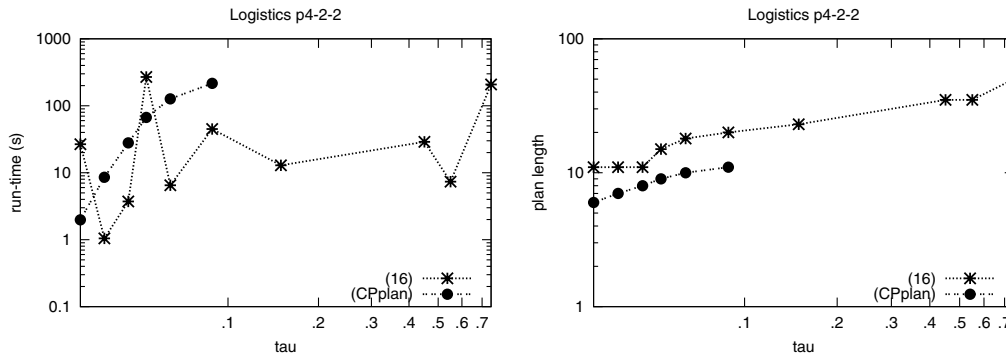 Logistics p4-2-2
1000
100
10
1
0.1
run-time (s)
(16)
(CPplan)
.1 .2 .3 .4 .5 .6 .7
tau
Logistics p4-2-2
100
10
1
plan length
(16)
(CPplan)
.1 .2 .3 .4 .5 .6 .7
tau